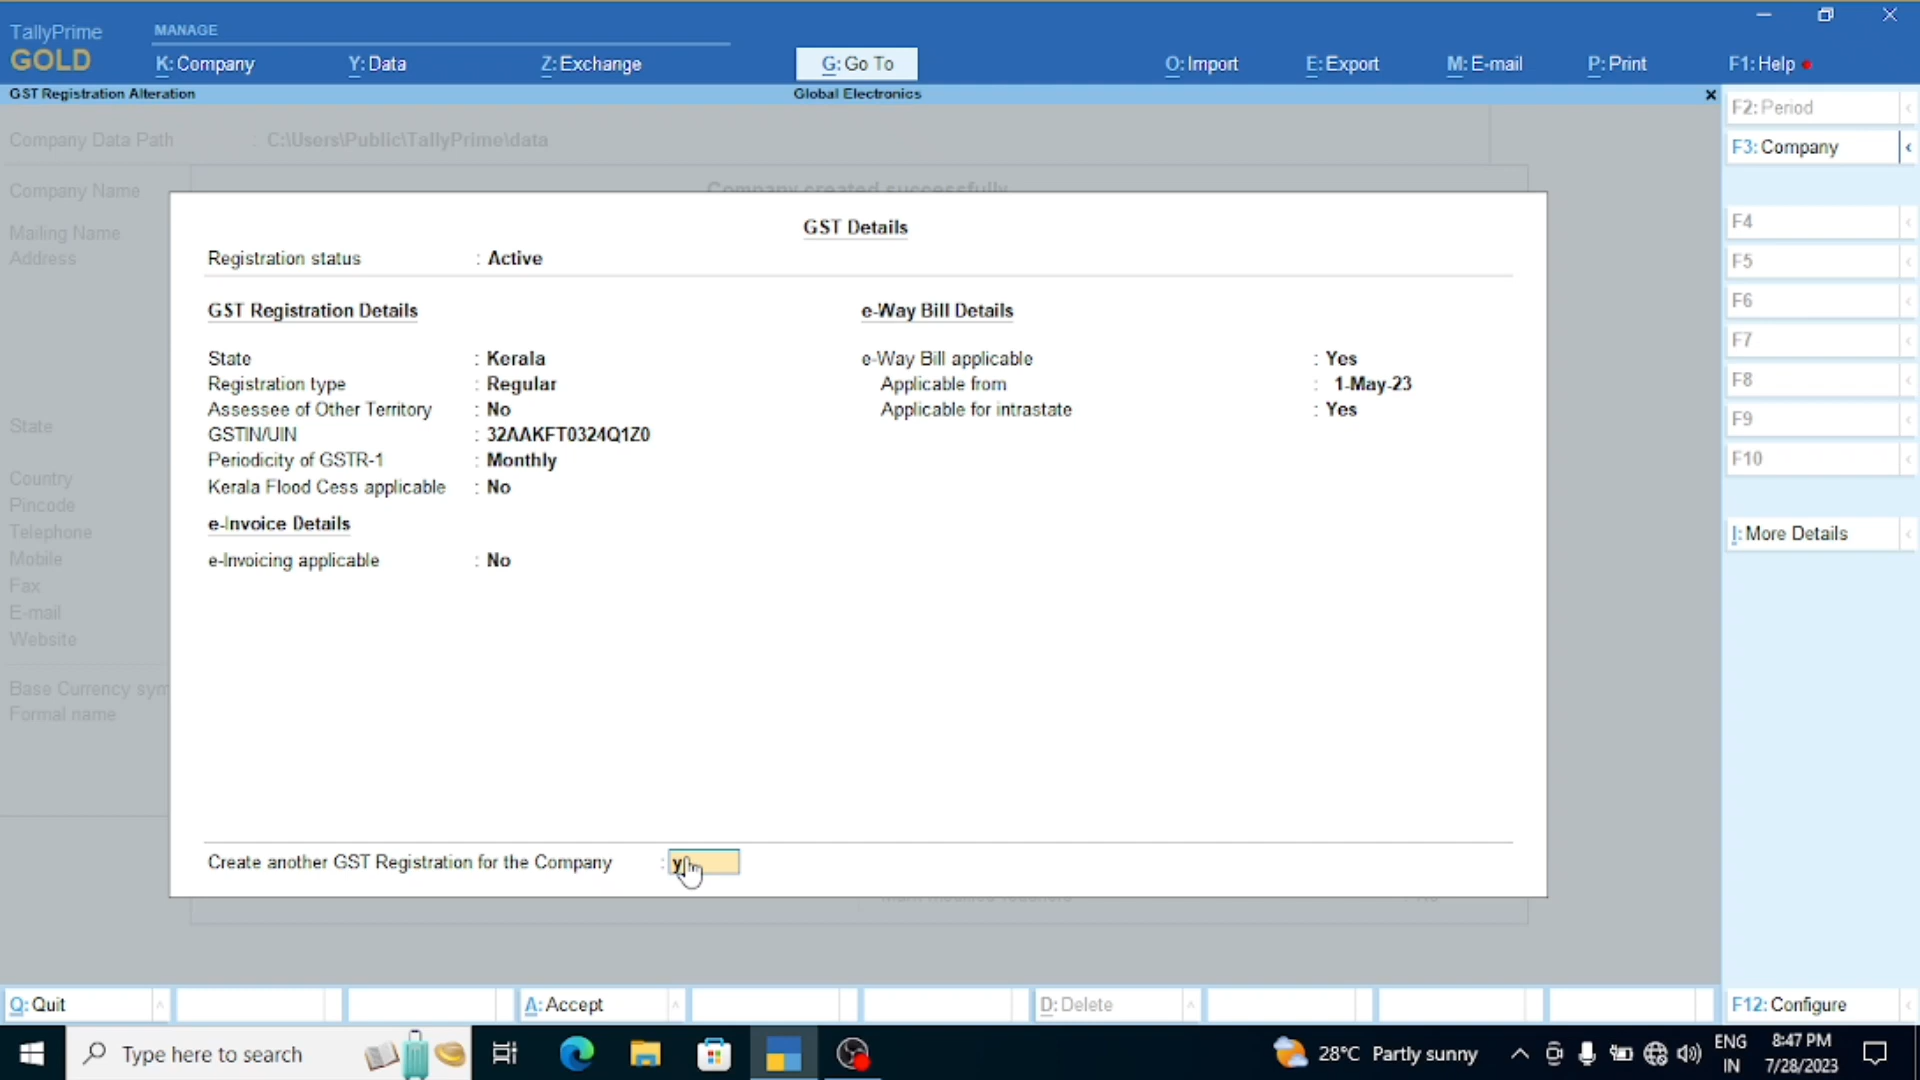 TallyPrime
GOLD
MANAGE
K: Company
Y: Data
Z: Exchange
G: Go To
O: Import
E: Export
M: E-mail
P: Print
F1: Help
GST Registration Alteration
Global Electronics
F2: Period
F3: Company
F4
F5
F6
F7
F8
F9
F10
I: More Details
F12: Configure
Company Data Path : C:\Users\Public\TallyPrime\data
Company Name
Company created successfully
Mailing Name
Address
State
Country
Pincode
Telephone
Mobile
Fax
E-mail
Website
Base Currency sym
Formal name
GST Details
Registration status : Active
GST Registration Details
State : Kerala
Registration type : Regular
Assessee of Other Territory : No
GSTIN/UIN : 32AAKFT0324Q1Z0
Periodicity of GSTR-1 : Monthly
Kerala Flood Cess applicable : No
e-Invoice Details
e-Invoicing applicable : No
e-Way Bill Details
e-Way Bill applicable : Yes
Applicable from : 1-May-23
Applicable for intrastate : Yes
Create another GST Registration for the Company : y
Q: Quit
A: Accept
D: Delete
Type here to search
28°C Partly sunny
ENG
IN
8:47 PM
7/28/2023